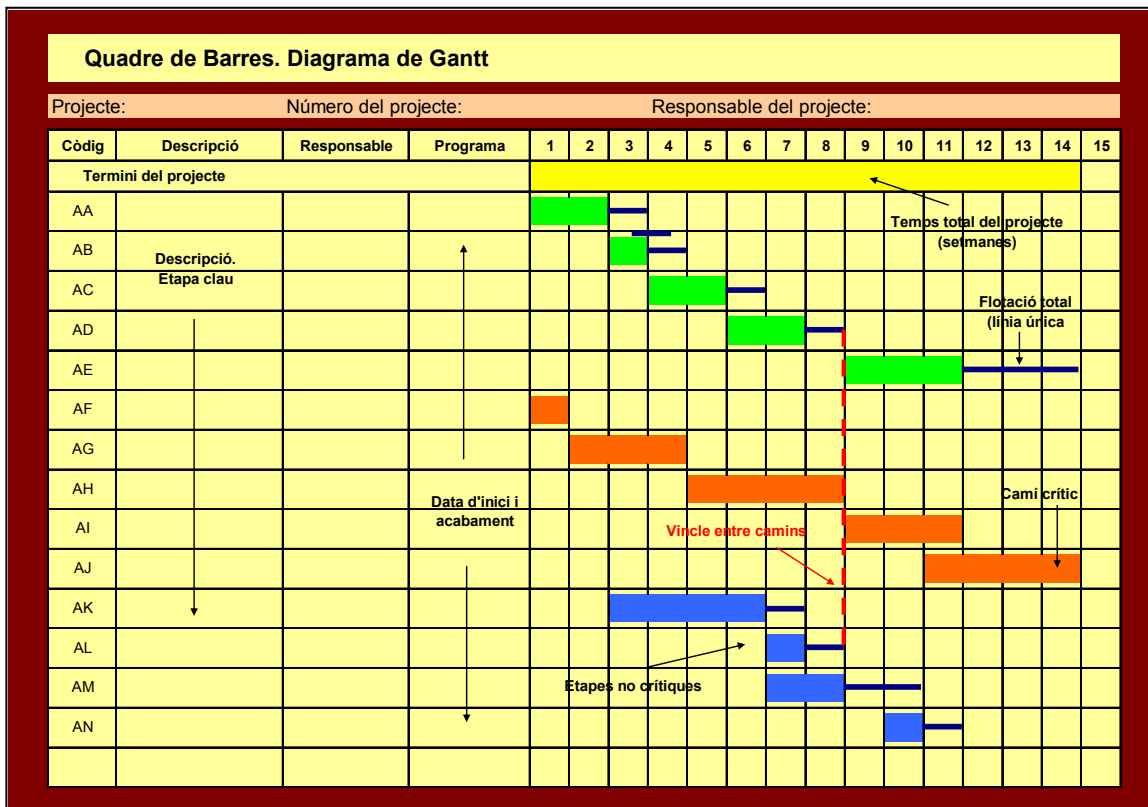 Quadre de Barres. Diagrama de Gantt
Projecte: Número del projecte: Responsable del projecte:
Còdig Descripció Responsable Programa 1 2 3 4 5 6 7 8 9 10 11 12 13 14 15
Termini del projecte
AA
Temps total del projecte
(setmanes)
AB
Descripció.
Etapa clau
AC
Flotació total
(línia única
AD
AE
AF
AG
AH
Data d'inici i
acabament
Camí crític
AI
Vincle entre camins
AJ
AK
AL
AM
Etapes no crítiques
AN